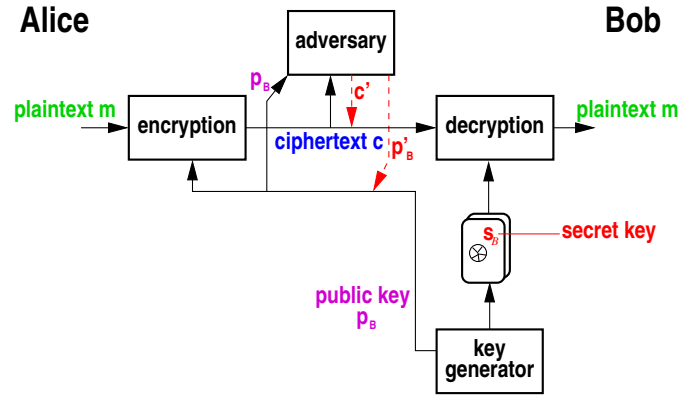 Alice
Bob
adversary
p_B
c'
plaintext m
encryption
ciphertext c
p'_B
decryption
plaintext m
s_B
secret key
public key
p_B
key
generator